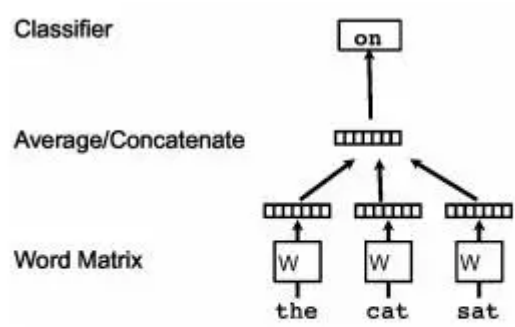 Classifier on
Average/Concatenate
Word Matrix W W W
the cat sat